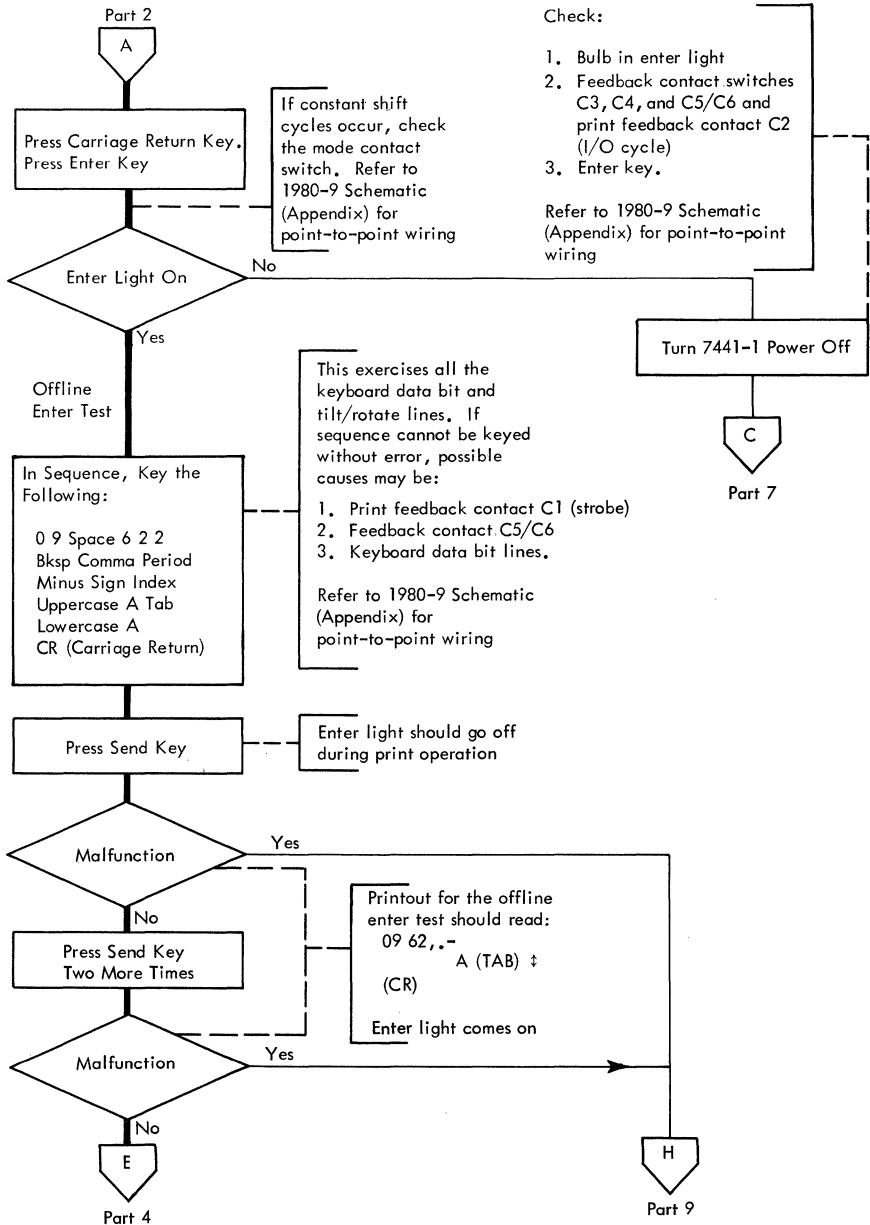 Part 2
A
Press Carriage Return Key.
Press Enter Key
If constant shift
cycles occur, check
the mode contact
switch. Refer to
1980-9 Schematic
(Appendix) for
point-to-point wiring
Check:
1. Bulb in enter light
2. Feedback contact switches
C3, C4, and C5/C6 and
print feedback contact C2
(I/O cycle)
3. Enter key.
Refer to 1980-9 Schematic
(Appendix) for point-to-point
wiring
Enter Light On
No
Yes
Turn 7441-1 Power Off
C
Part 7
Offline
Enter Test
This exercises all the
keyboard data bit and
tilt/rotate lines. If
sequence cannot be keyed
without error, possible
causes may be:
1. Print feedback contact C1 (strobe)
2. Feedback contact C5/C6
3. Keyboard data bit lines.
Refer to 1980-9 Schematic
(Appendix) for
point-to-point wiring
In Sequence, Key the
Following:
0 9 Space 6 2 2
Bksp Comma Period
Minus Sign Index
Uppercase A Tab
Lowercase A
CR (Carriage Return)
Press Send Key
Enter light should go off
during print operation
Malfunction
Yes
No
Printout for the offline
enter test should read:
09 62,.-
A (TAB) ↕
(CR)
Enter light comes on
Press Send Key
Two More Times
Malfunction
Yes
No
E
Part 4
H
Part 9